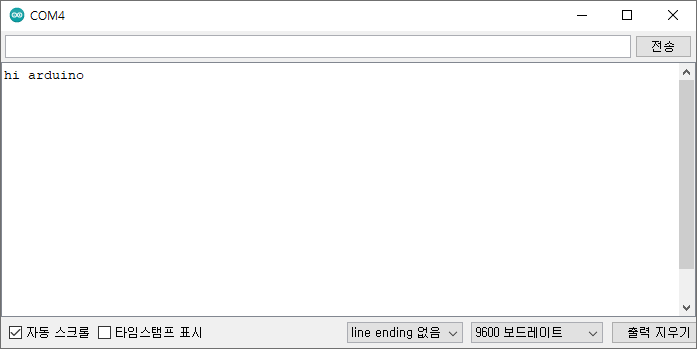 COM4
전송
hi arduino
자동 스크롤 타임스탬프 표시 line ending 없음 9600 보드레이트 출력 지우기